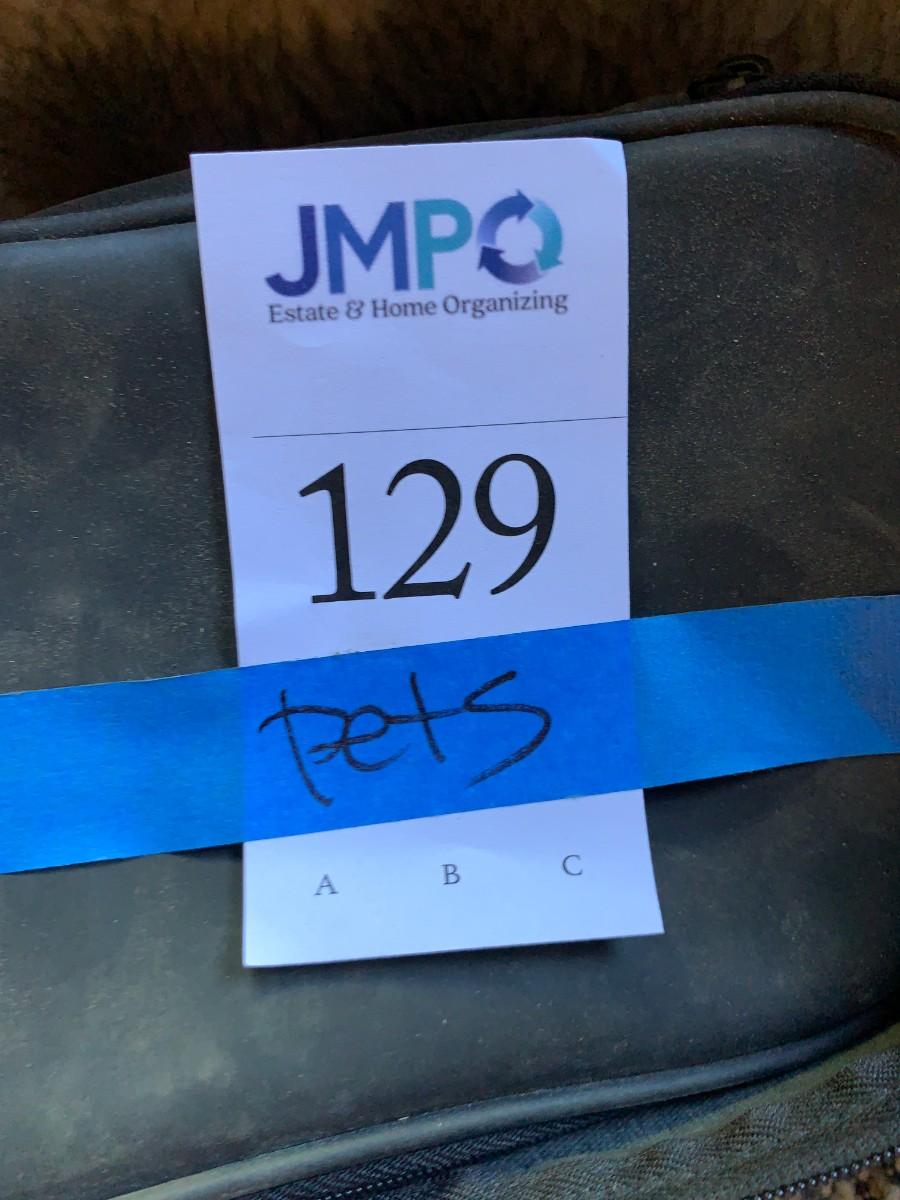 JMPO
Estate & Home Organizing
129
pets
A B C